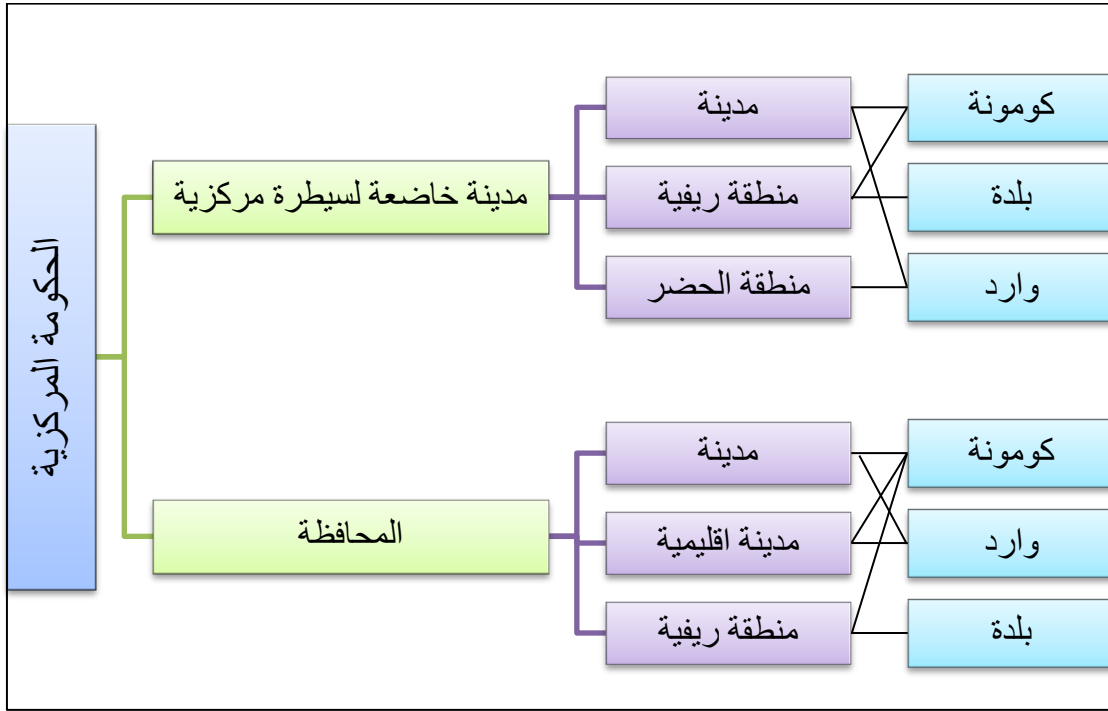 الحكومة المركزية
مدينة خاضعة لسيطرة مركزية
مدينة
كومونة
منطقة ريفية
بلدة
منطقة الحضر
وارد
المحافظة
مدينة
كومونة
مدينة اقليمية
وارد
منطقة ريفية
بلدة